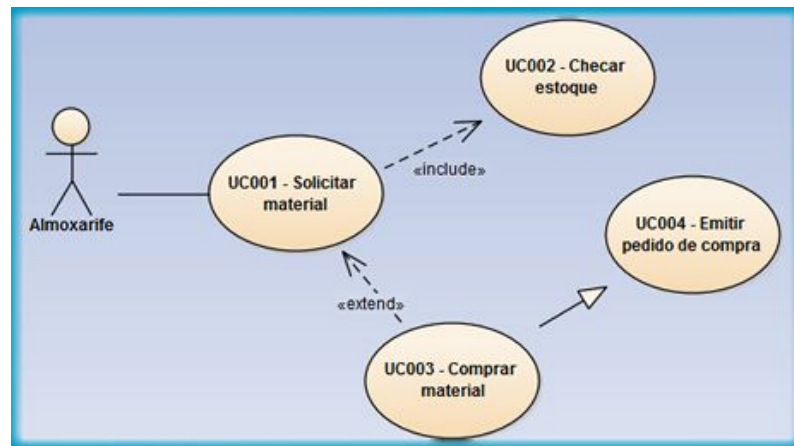 UC002 - Checar
estoque
Almoxarife
UC001 - Solicitar
material
«include»
UC004 - Emitir
pedido de compra
«extend»
UC003 - Comprar
material